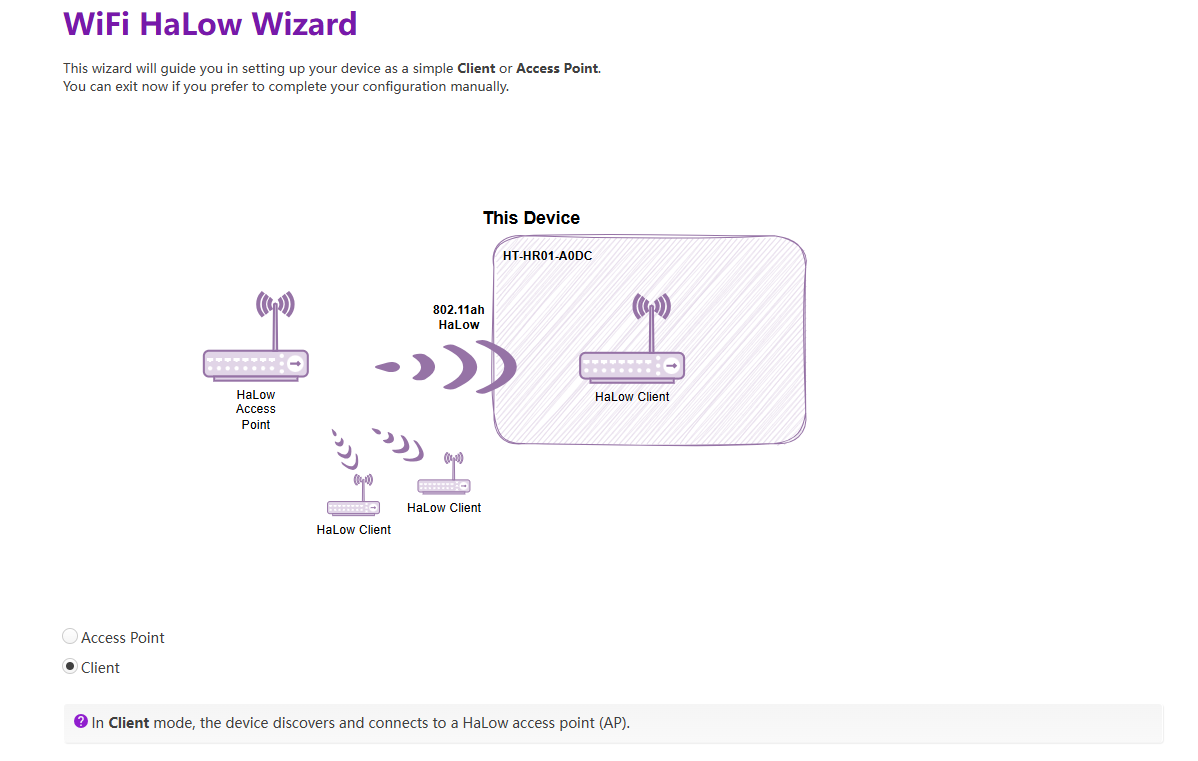 WiFi HaLow Wizard
This wizard will guide you in setting up your device as a simple Client or Access Point.
You can exit now if you prefer to complete your configuration manually.
This Device
HT-HR01-A0DC
802.11ah
HaLow
HaLow
Access
Point
HaLow Client
HaLow Client
HaLow Client
Access Point
Client
? In Client mode, the device discovers and connects to a HaLow access point (AP).